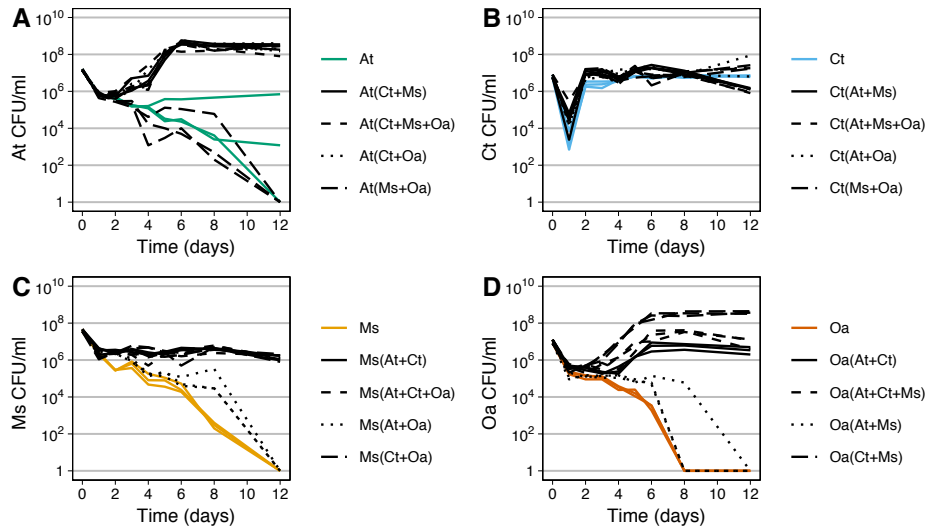 A
At CFU/ml
10^10
10^8
10^6
10^4
10^2
1
0 2 4 6 8 10 12
Time (days)
At
At(Ct+Ms)
At(Ct+Ms+Oa)
At(Ct+Oa)
At(Ms+Oa)
B
Ct CFU/ml
10^10
10^8
10^6
10^4
10^2
1
0 2 4 6 8 10 12
Time (days)
Ct
Ct(At+Ms)
Ct(At+Ms+Oa)
Ct(At+Oa)
Ct(Ms+Oa)
C
Ms CFU/ml
10^10
10^8
10^6
10^4
10^2
1
0 2 4 6 8 10 12
Time (days)
Ms
Ms(At+Ct)
Ms(At+Ct+Oa)
Ms(At+Oa)
Ms(Ct+Oa)
D
Oa CFU/ml
10^10
10^8
10^6
10^4
10^2
1
0 2 4 6 8 10 12
Time (days)
Oa
Oa(At+Ct)
Oa(At+Ct+Ms)
Oa(At+Ms)
Oa(Ct+Ms)